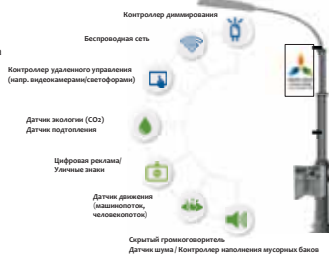 Контроллер диммирования
Беспроводная сеть
Контроллер удаленного управления
(напр. видеокамерами/светофорами)
Датчик экологии (CO2)
Датчик подтопления
Цифровая реклама/
Уличные знаки
Датчик движения
(машинопоток,
человекопоток)
Скрытый громкоговоритель
Датчик шума / Контроллер наполнения мусорных баков